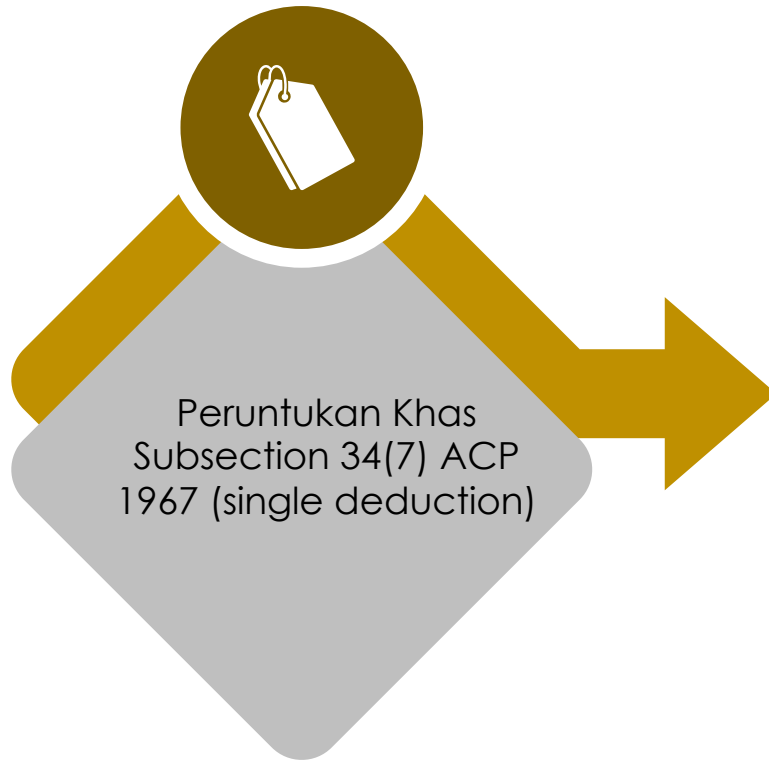 Peruntukan Khas
Subsection 34(7) ACP
1967 (single deduction)